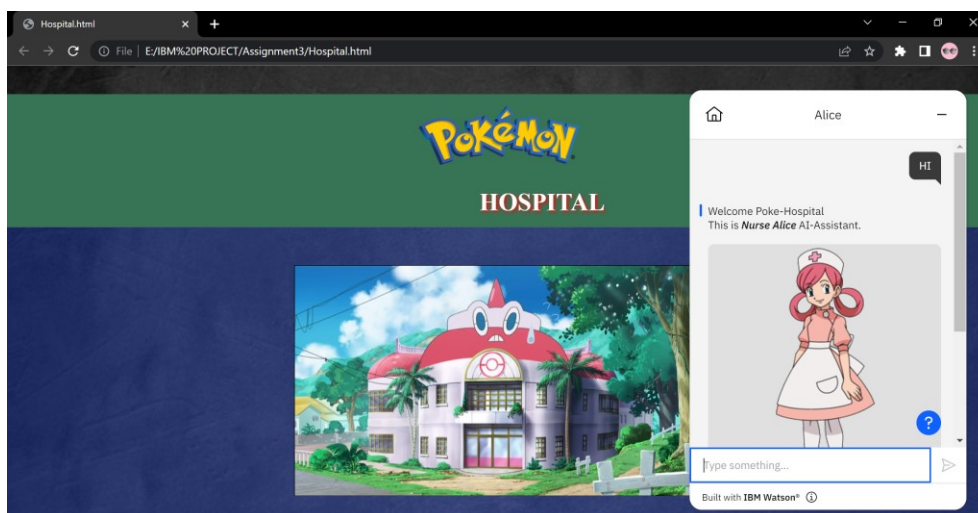 Hospital.html
File | E:/IBM%20PROJECT/Assignment3/Hospital.html
POKéMON
HOSPITAL
Alice
HI
Welcome Poke-Hospital
This is Nurse Alice AI-Assistant.
?
Type something...
Built with IBM Watson®